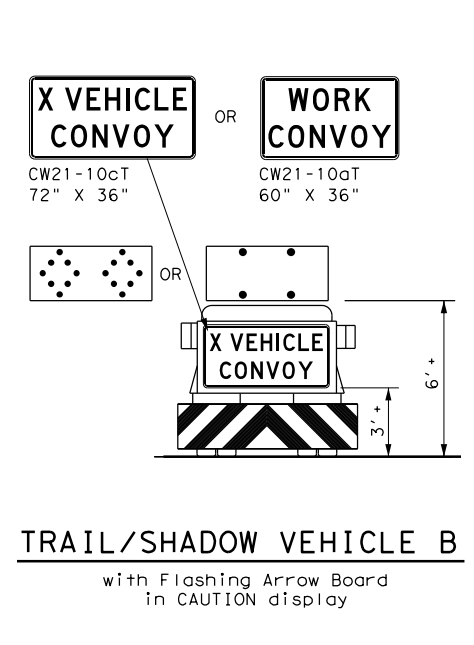 X VEHICLE
CONVOY
OR
WORK
CONVOY
CW21-10cT
72" X 36"
CW21-10aT
60" X 36"
OR
X VEHICLE
CONVOY
6' +
3' +
TRAIL/SHADOW VEHICLE B
with Flashing Arrow Board
in CAUTION display